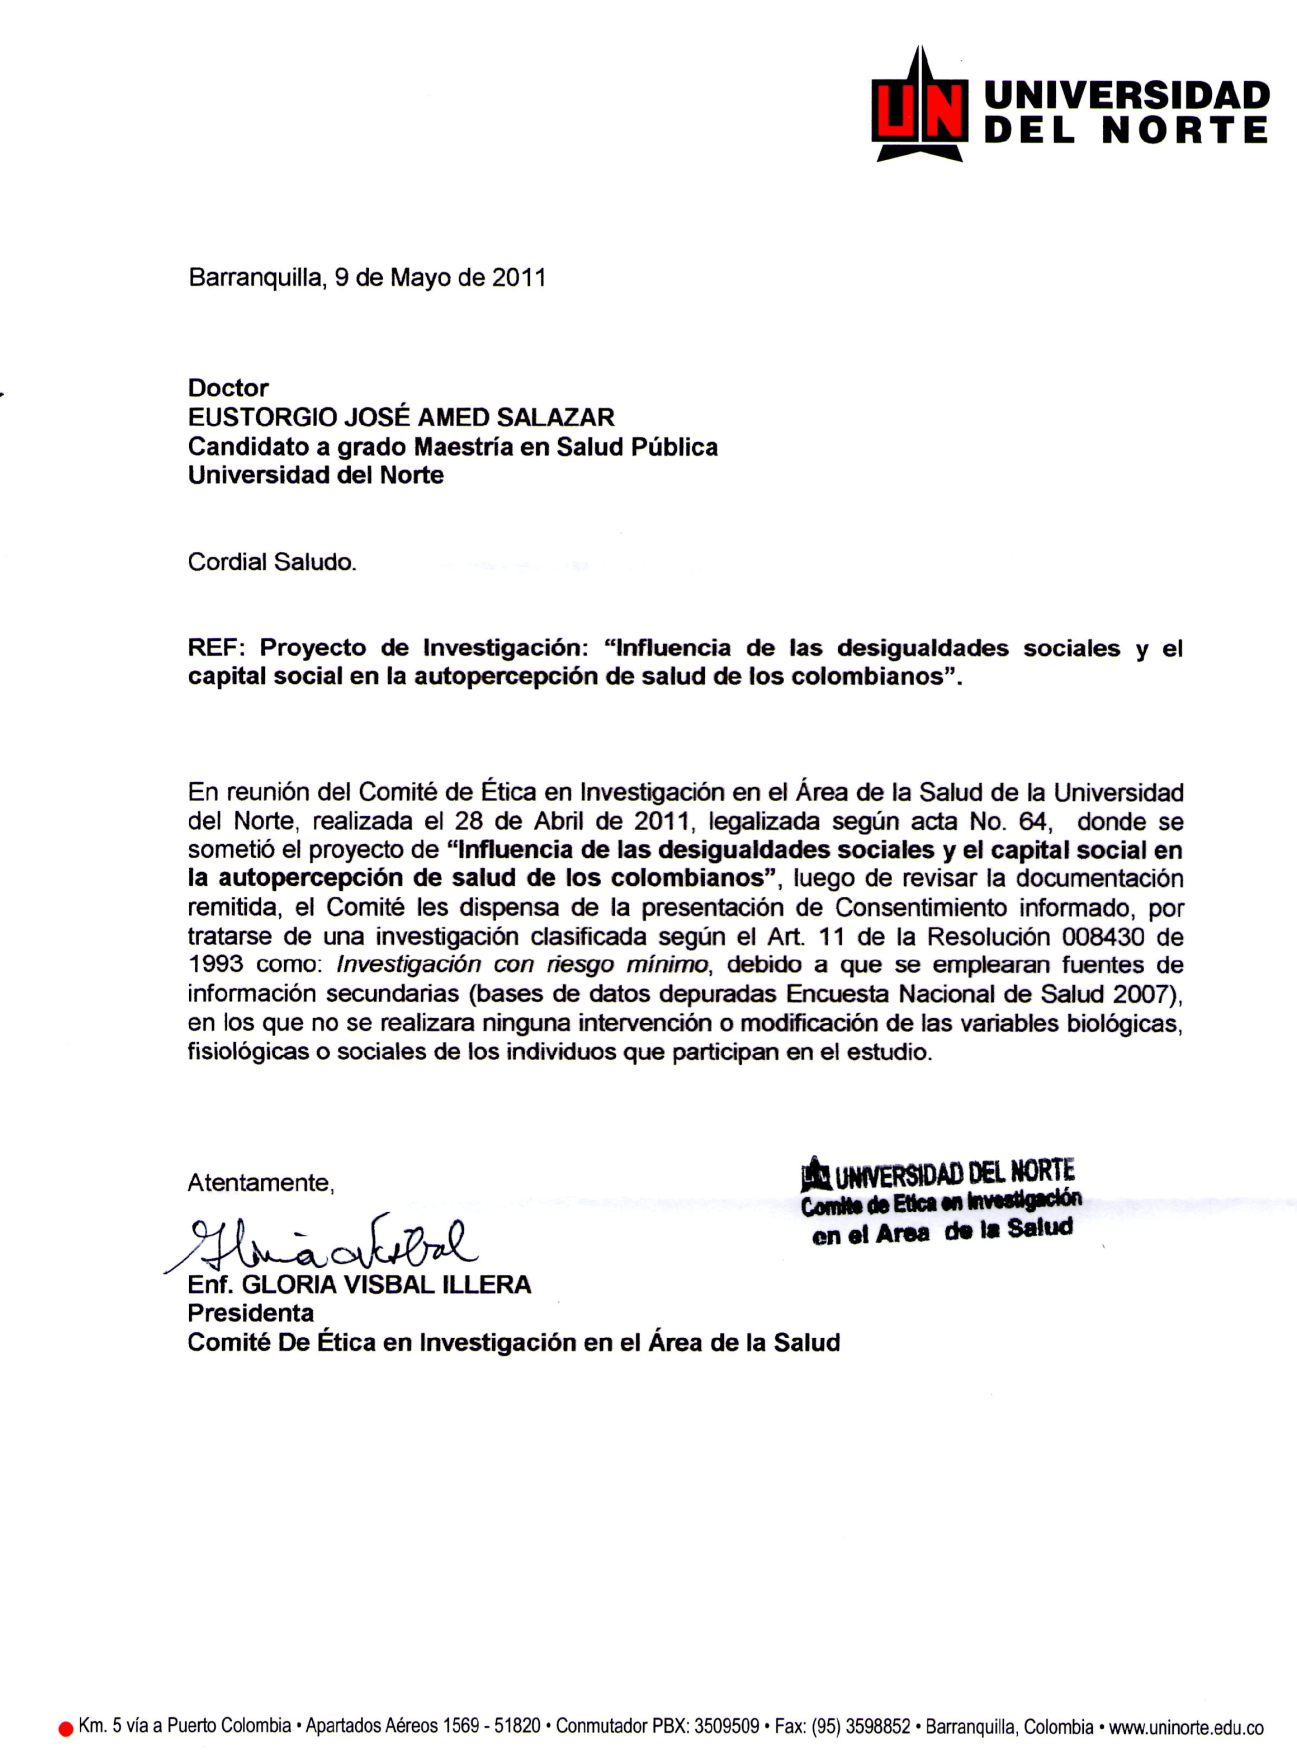 UN UNIVERSIDAD
DEL NORTE
Barranquilla, 9 de Mayo de 2011
Doctor
EUSTORGIO JOSÉ AMED SALAZAR
Candidato a grado Maestría en Salud Pública
Universidad del Norte
Cordial Saludo.
REF: Proyecto de Investigación: “Influencia de las desigualdades sociales y el
capital social en la autopercepción de salud de los colombianos”.
En reunión del Comité de Ética en Investigación en el Área de la Salud de la Universidad
del Norte, realizada el 28 de Abril de 2011, legalizada según acta No. 64, donde se
sometió el proyecto de “Influencia de las desigualdades sociales y el capital social en
la autopercepción de salud de los colombianos”, luego de revisar la documentación
remitida, el Comité les dispensa de la presentación de Consentimiento informado, por
tratarse de una investigación clasificada según el Art. 11 de la Resolución 008430 de
1993 como: Investigación con riesgo mínimo, debido a que se emplearan fuentes de
información secundarias (bases de datos depuradas Encuesta Nacional de Salud 2007),
en los que no se realizara ninguna intervención o modificación de las variables biológicas,
fisiológicas o sociales de los individuos que participan en el estudio.
Atentamente,
UNIVERSIDAD DEL NORTE
Comite de Etica en Investigación
en el Area de la Salud
Gloria Visbal
Enf. GLORIA VISBAL ILLERA
Presidenta
Comité De Ética en Investigación en el Área de la Salud
Km. 5 vía a Puerto Colombia • Apartados Aéreos 1569 - 51820 • Conmutador PBX: 3509509 • Fax: (95) 3598852 • Barranquilla, Colombia • www.uninorte.edu.co